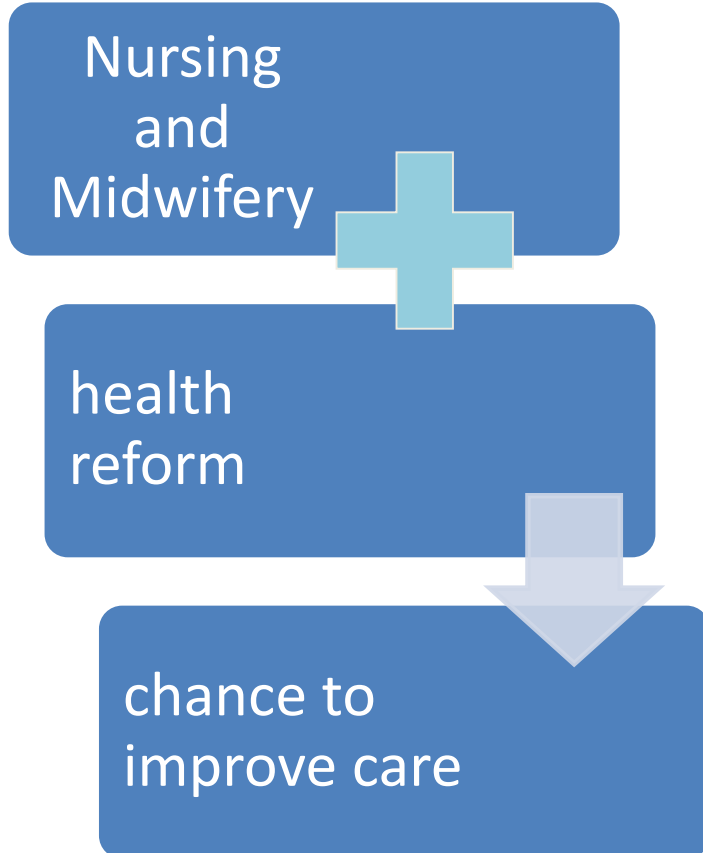 Nursing
and
Midwifery
health
reform
chance to
improve care